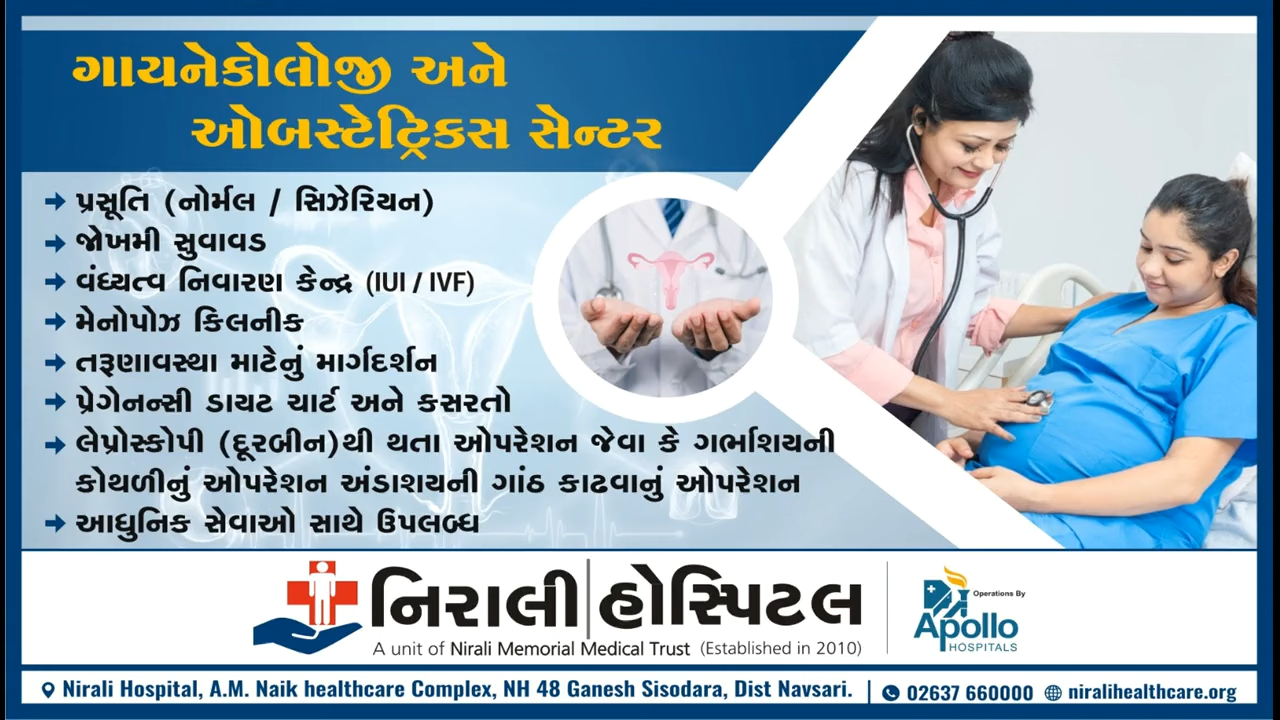 ગાયનેકોલોજી અને
ઓબસ્ટેટ્રિકસ સેન્ટર
પ્રસૂતિ (નોર્મલ / સિઝેરિયન)
જોખમી સુવાવડ
વંધ્યત્વ નિવારણ કેન્દ્ર (IUI / IVF)
મેનોપોઝ કિલનીક
તરૂણાવસ્થા માટેનું માર્ગદર્શન
પ્રેગેનન્સી ડાયટ ચાર્ટ અને કસરતો
લેપ્રોસ્કોપી (દૂરબીન)થી થતા ઓપરેશન જેવા કે ગર્ભાશયની
કોથળીનું ઓપરેશન અંડાશયની ગાંઠ કાઢવાનું ઓપરેશન
આધુનિક સેવાઓ સાથે ઉપલબ્ધ
નિરાલી હોસ્પિટલ
A unit of Nirali Memorial Medical Trust (Established in 2010)
Operations By
Apollo
HOSPITALS
Nirali Hospital, A.M. Naik healthcare Complex, NH 48 Ganesh Sisodara, Dist Navsari. | 02637 660000 niralihealthcare.org